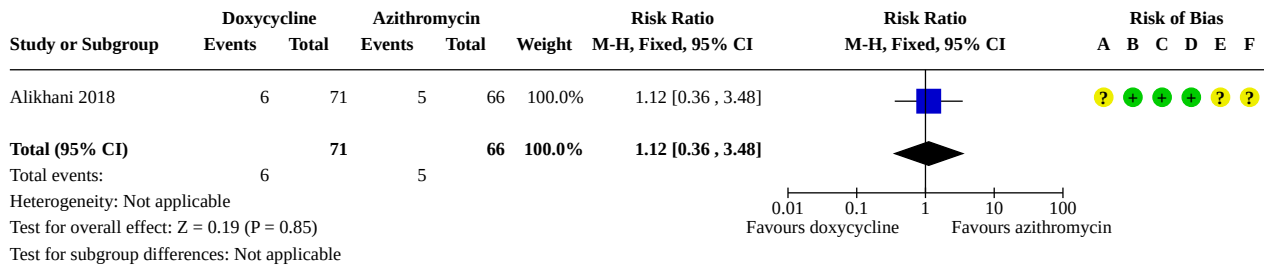 Doxycycline Azithromycin Risk Ratio Risk Ratio Risk of Bias
Study or Subgroup Events Total Events Total Weight M-H, Fixed, 95% CI M-H, Fixed, 95% CI A B C D E F
Alikhani 2018 6 71 5 66 100.0% 1.12 [0.36 , 3.48] ? + + + ? ?
Total (95% CI) 71 66 100.0% 1.12 [0.36 , 3.48]
Total events: 6 5
Heterogeneity: Not applicable
0.01 0.1 1 10 100
Test for overall effect: Z = 0.19 (P = 0.85)
Favours doxycycline Favours azithromycin
Test for subgroup differences: Not applicable